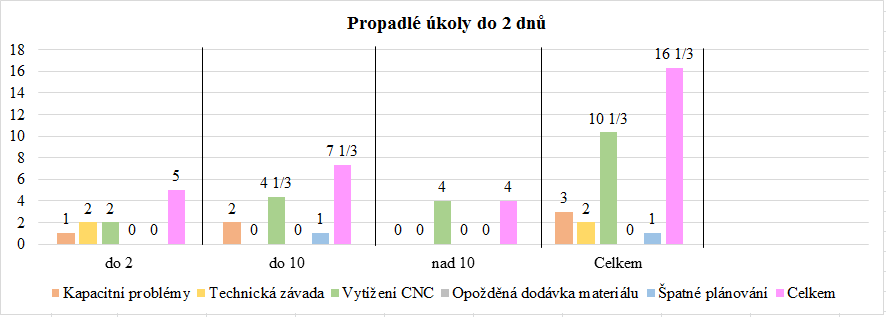 Propadlé úkoly do 2 dnů
18
16
14
12
10
8
6
4
2
0
1 2 2 0 0 5
2 0 4 1/3 0 1 7 1/3
0 0 4 0 0 4
3 2 10 1/3 0 1 16 1/3
do 2 do 10 nad 10 Celkem
Kapacitní problémy Technická závada Vytížení CNC Opožděná dodávka materiálu Špatné plánování Celkem